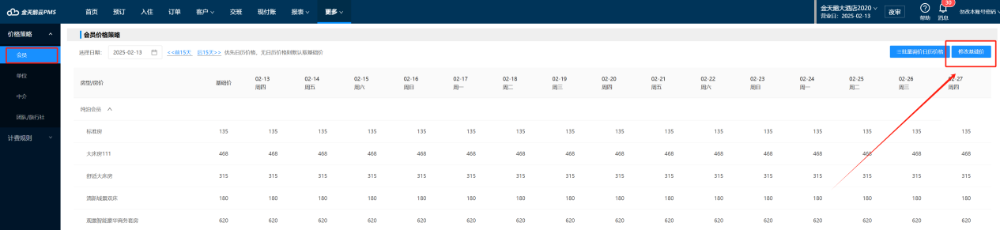 金天鹅云PMS 首页 预订 入住 订单 客户 交班 现付账 报表 更多 金天鹅大酒店2020 夜审 帮助 消息 30 勿改本账号密码
营业日: 2025-02-13
价格策略 会员价格策略
会员 选择日期: 2025-02-13 <<前15天 后15天>> 优先日历价格, 无日历价格则默认取基础价 三批量调价日历价格 修改基础价
单位
中介
团队/旅行社
计费规则
房型/房价 基础价 02-13 02-14 02-15 02-16 02-17 02-18 02-19 02-20 02-21 02-22 02-23 02-24 02-25 02-26 02-27
周四 周五 周六 周日 周一 周二 周三 周四 周五 周六 周日 周一 周二 周三 周四
标准房 135 135 135 135 135 135 135 135 135 135 135 135 135 135 135 135
大床房111 468 468 468 468 468 468 468 468 468 468 468 468 468 468 468 468
舒适大床房 315 315 315 315 315 315 315 315 315 315 315 315 315 315 315 315
清新城景双床 180 180 180 180 180 180 180 180 180 180 180 180 180 180 180 180
观景智能豪华商务套房 620 620 620 620 620 620 620 620 620 620 620 620 620 620 620 620